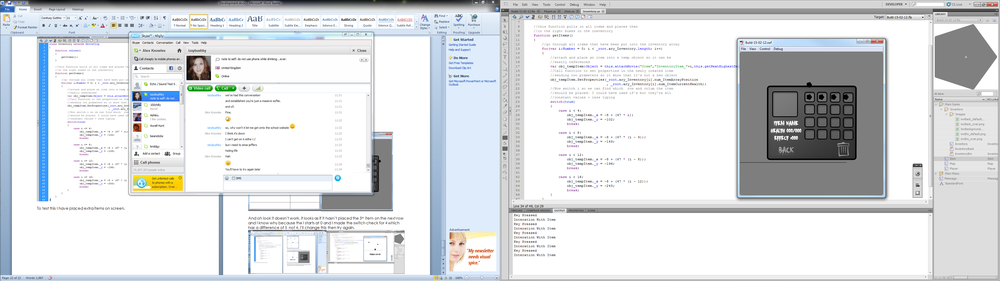 Development.docx - Microsoft Word Starter
File Home Insert Page Layout Mailings
Cut
Copy
Format Painter
Paste
Clipboard
Century Gothic 11
Font
Paragraph
AaBbCcDc AaBbCcDc AaBbC AaBbCc AaB AaBbCc. AaBbCcDc AaBbCcDc AaBbCcDc AaBbCcDc AaBbCcDc AaBbCcDc AABBCCDC
¶ Normal ¶ No Spaci... Heading 1 Heading 2 Title Subtitle Subtle Em... Emphasis Intense E... Strong Quote Intense Q... Subtle Ref...
Styles
Change Styles
Find
Replace
Select
Editing
Spelling
Proofing
Purchase
Upgrade
class Inventory extends MovieClip
{
function onLoad()
{
getItems();
}
//this function pulls in all items and places the
//in the right boxes in the ineventory
function getItems()
{
//go through all items that have been put in
for(var i:Number = 0; i < _root.ary_Inventor
{
//attach and place an item into a temp o
//easily referenced
var obj_tempItem:Object = this.attachMov
//Call function to set properties in the
//sending two prameters so it know that
obj_tempItem.SetProperties(_root.ary_Inv
, _root.ary_I
//Now switch i so we can find which row
//should be placed. I could have used if
//constant values + less typing
switch(true)
{
case i <= 4:
obj_tempItem._x = -8 + (47 * i);
obj_tempItem._y = -102;
break;
case i <= 8:
obj_tempItem._x = -8 + (47 * (i
obj_tempItem._y = -149;
break;
case i <= 12:
obj_tempItem._x = -8 + (47 * (i
obj_tempItem._y = -196;
break;
case i <= 16:
obj_tempItem._x = -8 + (47 * (i
obj_tempItem._y = -243;
break;
}
}
}
}
To test this I have placed extra items on screen.
Skype™ - h0g3y-
Skype Contacts Conversation Call View Tools Help
Alex Knowles
Call cheaply to mobile phones an...
Contacts
Search
Echo / Sound Test S...
izsybushby
note to self: do not...
100chilly
Bored
Ashley.
I like cookies.
Axcell Hunt
beansticks
briddgy
Add a contact Group
Call phones
25,287,203 people online
Get unlimited calls
to phones with a
subscription. Over...
izsybushby Close
note to self: do not use phone while drinking...ever.
United Kingdom
Online
Video call Call
izsybushby we've had this conversation 11:31
and established you're just a massive softie. 11:31
end of. 11:31
Alex Knowles Fine. 11:31
11:32
izsybushby so, why won't it let me get onto the school website 11:32
Alex Knowles I think it's down 11:33
I can't get on it eithe r:/ 11:33
izsybushby but i need to emai jeffers 11:33
hating life 11:33
Alex Knowles Hah 11:33
11:34
You'll have to try again later 11:34
SMS
And oh look it doesn't work. It looks as if it hasn't placed the 5th item on the next row
and I know why because the I starts at 0 and I made the switch check for 4 which
has a difference of 5 not 4. I'll change this then try again.
Get Started
Getting Started Guide
Help and Support
Do More
Get Free Templates
Download Clip Art
Get More
Get Microsoft PowerPoint or Microsoft
Outlook
Advertisement
"My newsletter
needs visual
spice."
Page: 22 of 22 Words: 1,967
100%
Fl File Edit View Tools Control Debug Window Help
DEVELOPER CS Live
Build-15-02-12.fla Player.as Item.as Inventory.as
Target: Build-15-02-12.fla
7
8 //this function pulls in all items and places then
9 //in the right boxes in the ineventory
10 function getItems()
11 {
12 //go through all items that have been put into the inventory array
13 for(var i:Number = 0; i < _root.ary_Inventory.length; i++)
14 {
15 //attach and place an item into a temp object so it can be
16 //easily referenced
17 var obj_tempItem:Object = this.attachMovie("Item","InventoryItem_"+i,this.getNextHighestDe
18 //Call function to set properties in the newly created item
19 //sending two prameters so it know that it's not a new object
20 obj_tempItem.SetProperties(_root.ary_Inventory[i].num_ItemArrayPosition
21 , _root.ary_Inventory[i].num_ItemCurrentHealth);
22 //Now switch i so we can find which row and colum the item
23 //should be placed. I could have used if's but they're all
24 //constant values + less typing
25 switch(true)
26 {
27 case i < 4:
28 obj_tempItem._x = -8 + (47 * i);
29 obj_tempItem._y = -102;
30 break;
31
32 case i < 8:
33 obj_tempItem._x = -8 + (47 * (i - 4));
34 obj_tempItem._y = -149;
35 break;
36
37 case i < 12:
38 obj_tempItem._x = -8 + (47 * (i - 8));
39 obj_tempItem._y = -196;
40 break;
41
42 case i < 16:
43 obj_tempItem._x = -8 + (47 * (i - 12));
44 obj_tempItem._y = -243;
45 break;
46 }
47 }
Line 34 of 49, Col 29
TIMELINE COMPILER ERRORS OUTPUT PROPERTIES SCENE
Key Pressed
Interation With Item
Key Pressed
Interation With Item
Key Pressed
Interation With Item
Key Pressed
Interation With Item
Key Pressed
Interation With Item
Build-15-02-12.swf
File View Control Debug
ITEM NAME
HEALTH 000/000
EFFECT +000
BACK
LIBRARY
Build-15-02-12.fla
66 items
Name AS Linka
Main Game
Inventory
Images
invBack_default....
invBack_over.png
InvBackground....
invBin_default.png
invBin_over.png
Inventory Invento
InventoryBack Invento
InventoryBin Invento
Item Item
Map Map
Player Player
Main Menu
Message Messag
StandardFont